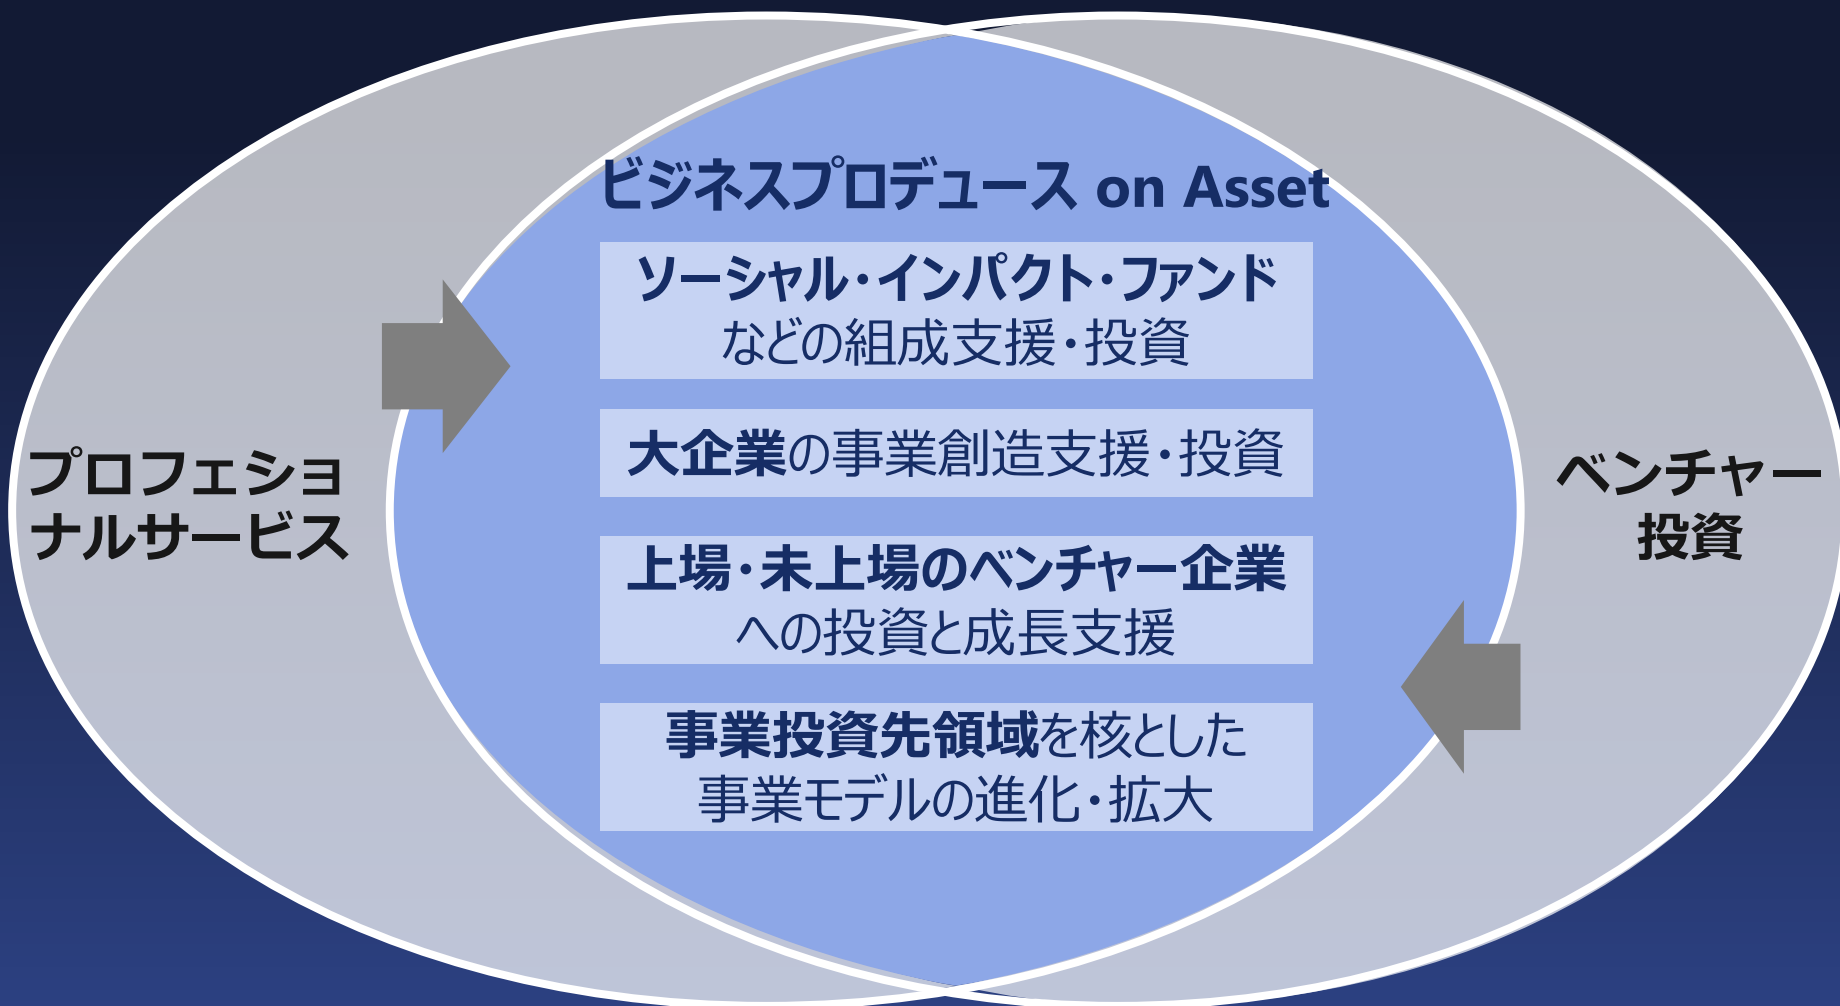 ビジネスプロデュース on Asset
ソーシャル・インパクト・ファンド
などの組成支援・投資
大企業の事業創造支援・投資
プロフェショ
ナルサービス
ベンチャー
投資
上場・未上場のベンチャー企業
への投資と成長支援
事業投資先領域を核とした
事業モデルの進化・拡大